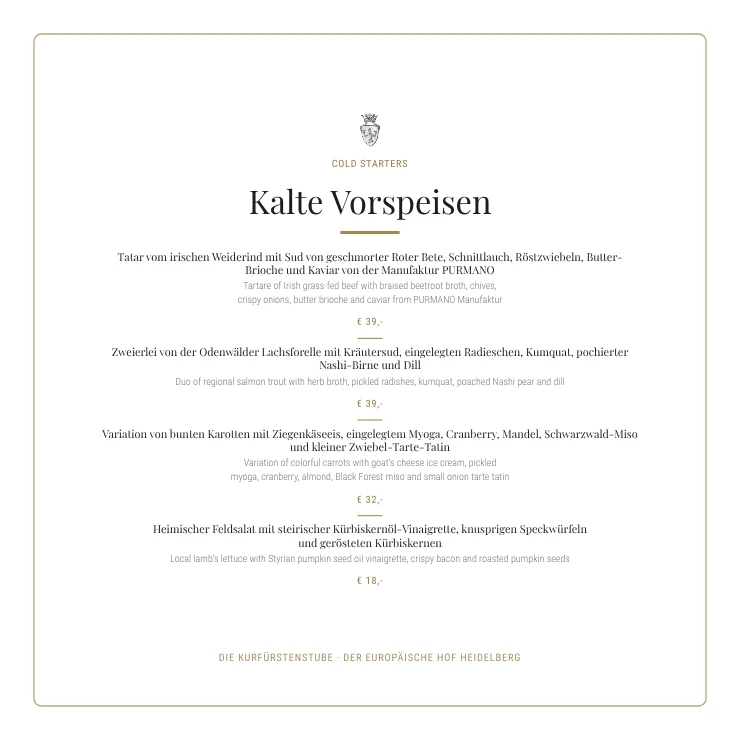 COLD STARTERS
Kalte Vorspeisen
Tatar vom irischen Weiderind mit Sud von geschmorter Roter Bete, Schnittlauch, Röstzwiebeln, Butter-
Brioche und Kaviar von der Manufaktur PURMANO
Tartare of Irish grass-fed beef with braised beetroot broth, chives,
crispy onions, butter brioche and caviar from PURMANO Manufaktur
€ 39,-
Zweierlei von der Odenwälder Lachsforelle mit Kräutersud, eingelegten Radieschen, Kumquat, pochierter
Nashi-Birne und Dill
Duo of regional salmon trout with herb broth, pickled radishes, kumquat, poached Nashi pear and dill
€ 39,-
Variation von bunten Karotten mit Ziegenkäseeis, eingelegtem Myoga, Cranberry, Mandel, Schwarzwald-Miso
und kleiner Zwiebel-Tarte-Tatin
Variation of colorful carrots with goat's cheese ice cream, pickled
myoga, cranberry, almond, Black Forest miso and small onion tarte tatin
€ 32,-
Heimischer Feldsalat mit steirischer Kürbiskernöl-Vinaigrette, knusprigen Speckwürfeln
und gerösteten Kürbiskernen
Local lamb's lettuce with Styrian pumpkin seed oil vinaigrette, crispy bacon and roasted pumpkin seeds
€ 18,-
DIE KURFÜRSTENSTUBE · DER EUROPÄISCHE HOF HEIDELBERG